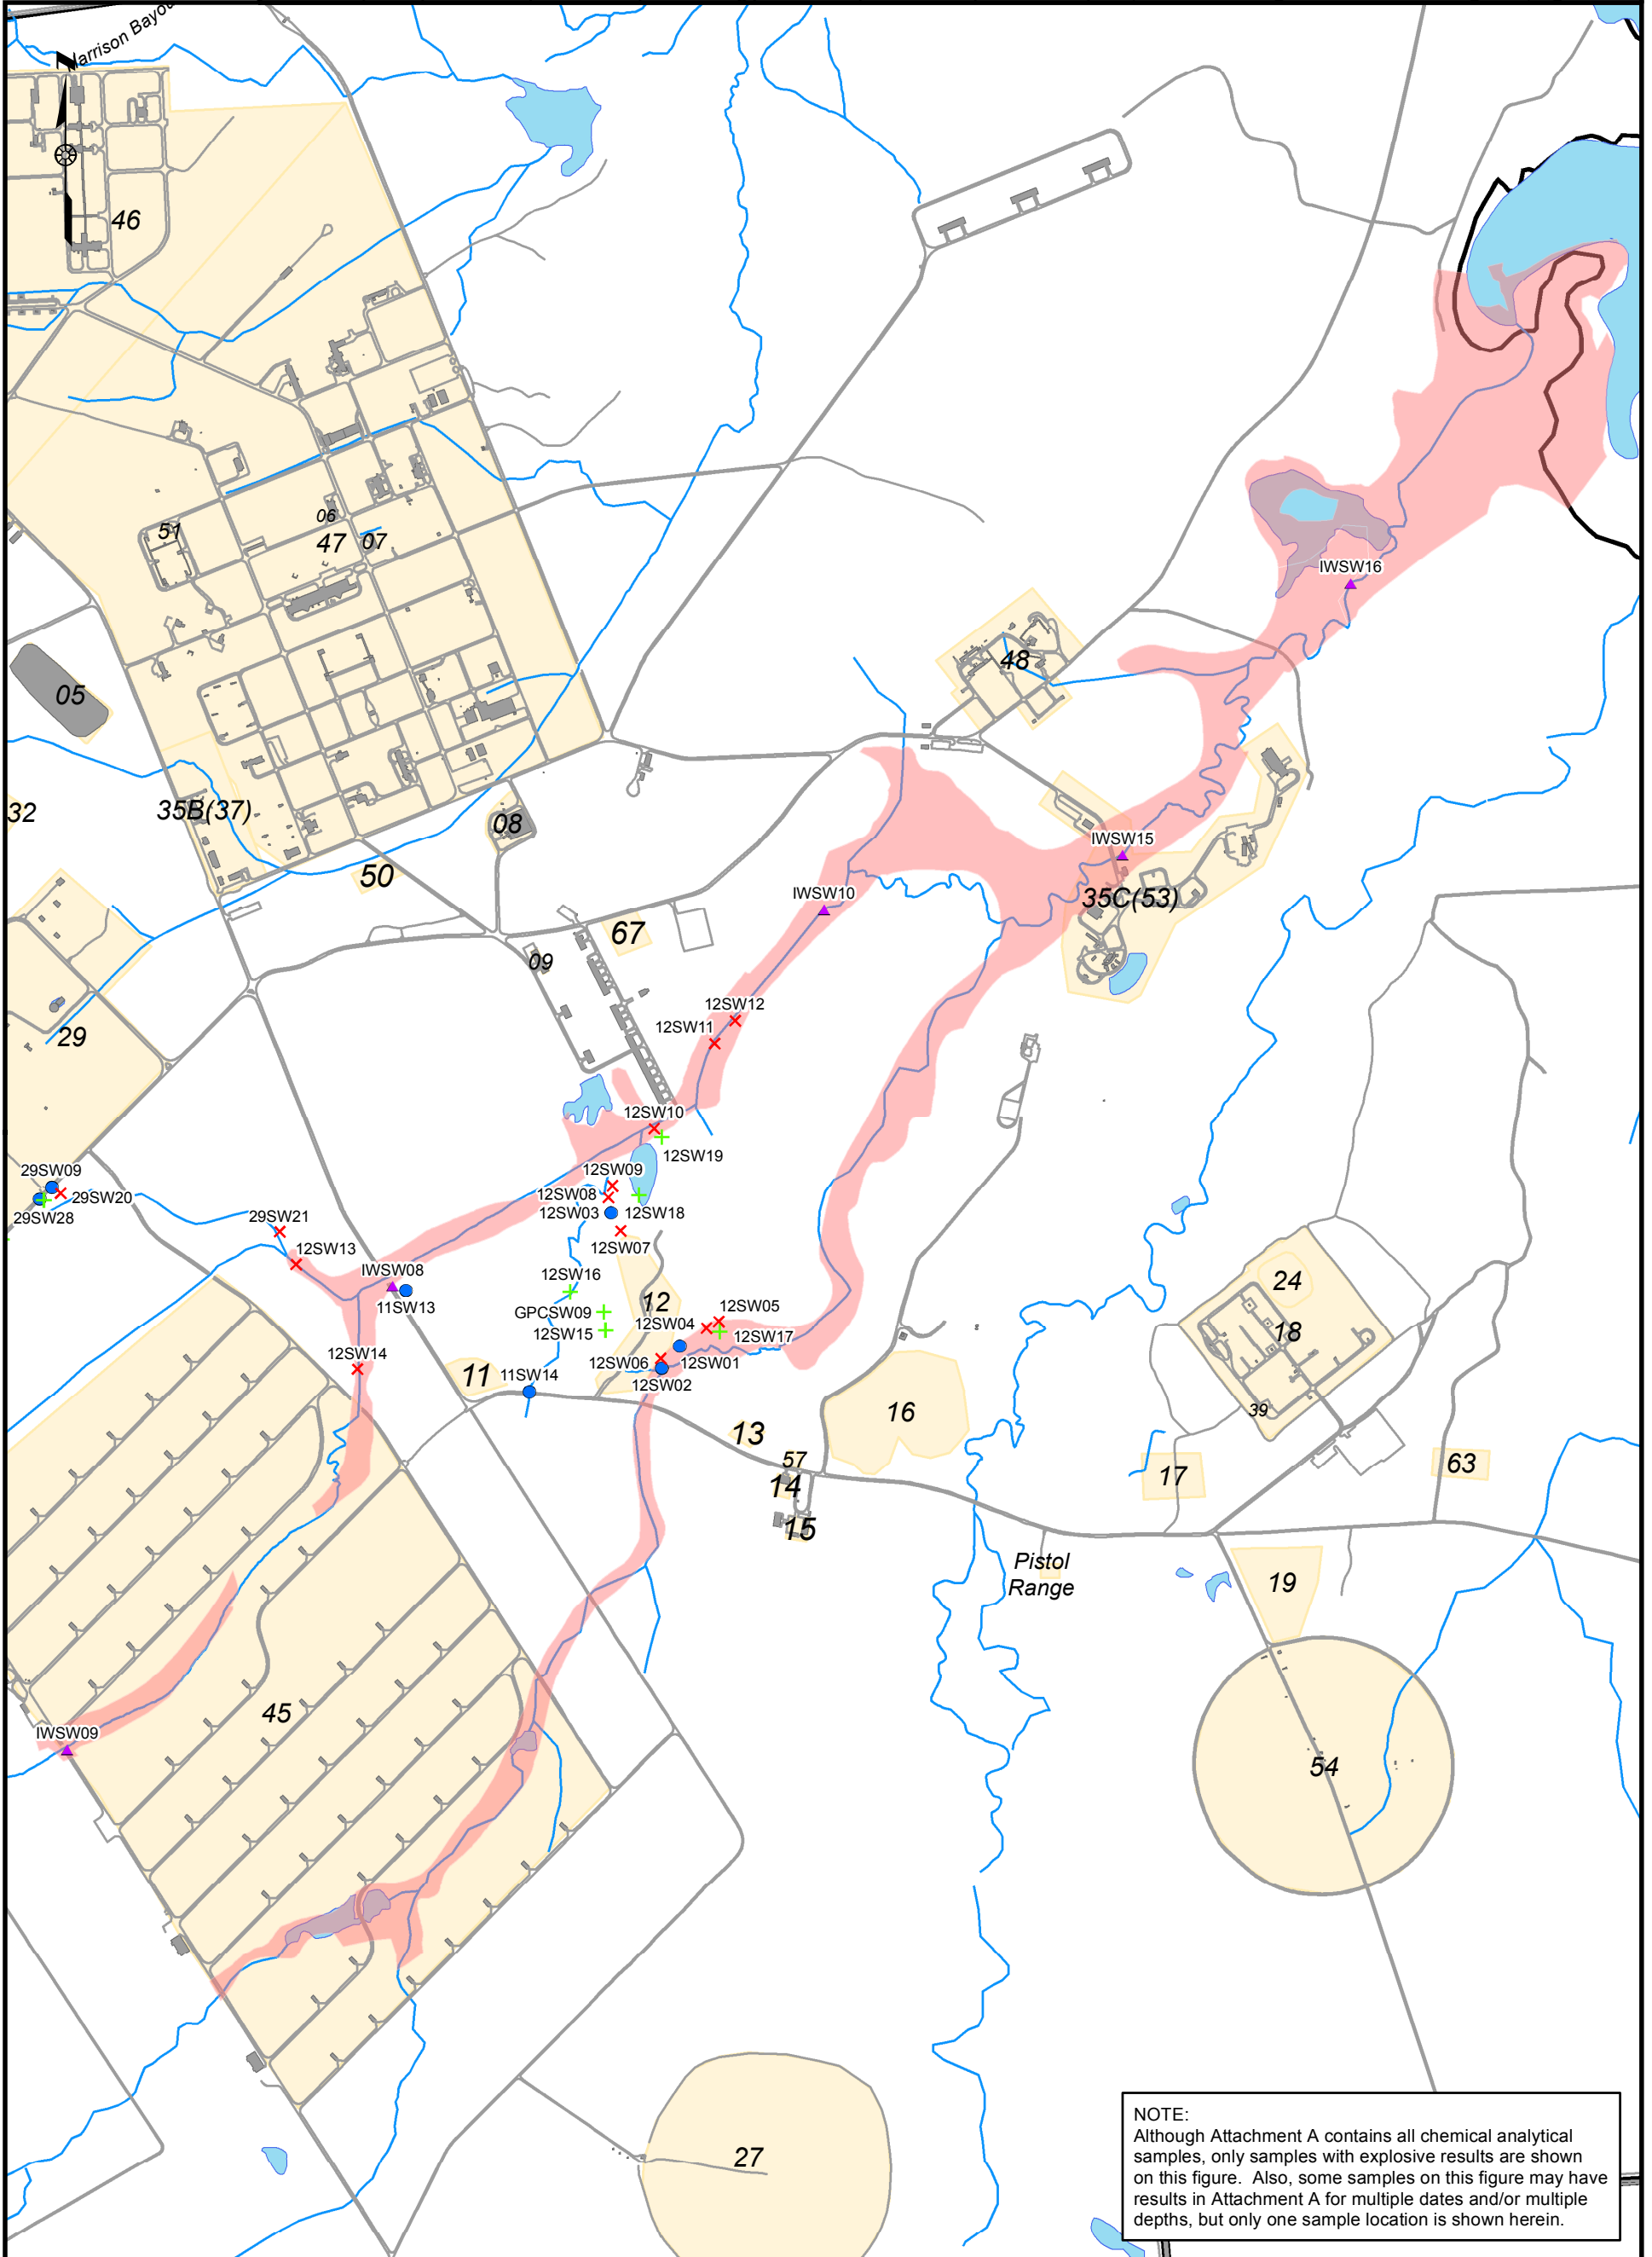 Harrison Bayou
N
46
51
06
47
07
05
48
IWSW16
32
35B(37)
08
50
IWSW15
IWSW10
35C(53)
67
09
12SW12
12SW11
29
12SW10
12SW19
29SW09
29SW20
29SW28
12SW09
12SW08
12SW03
12SW18
29SW21
12SW07
12SW13
IWSW08
11SW13
12SW16
24
GPCSW09
12
12SW15
12SW05
12SW04
12SW17
18
12SW14
12SW06
12SW01
12SW02
11
11SW14
39
16
13
57
14
63
17
15
Pistol
Range
19
45
IWSW09
54
27
NOTE:
Although Attachment A contains all chemical analytical
samples, only samples with explosive results are shown
on this figure.  Also, some samples on this figure may have
results in Attachment A for multiple dates and/or multiple
depths, but only one sample location is shown herein.